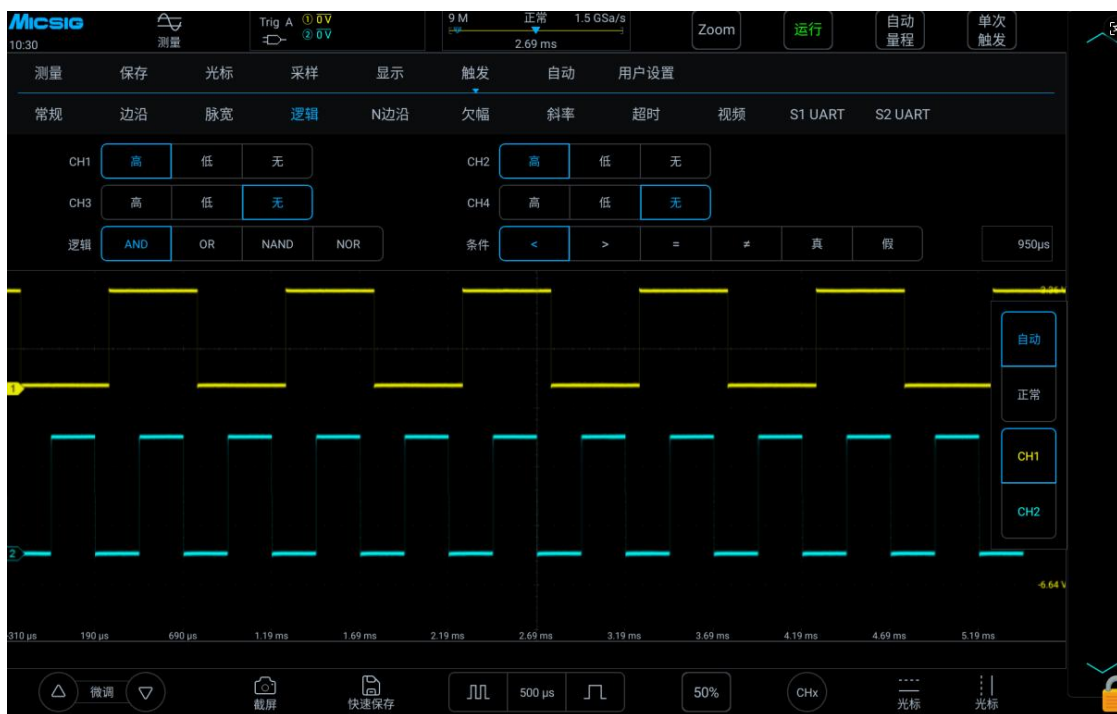 Micsig
10:30
测量
Trig A ① 0V
② 0V
9 M 正常 1.5 GSa/s
2.69 ms
Zoom
运行
自动
量程
单次
触发
测量 保存 光标 采样 显示 触发 自动 用户设置
常规 边沿 脉宽 逻辑 N边沿 欠幅 斜率 超时 视频 S1 UART S2 UART
CH1 高 低 无 CH2 高 低 无
CH3 高 低 无 CH4 高 低 无
逻辑 AND OR NAND NOR 条件 < > = ≠ 真 假 950μs
3.36 V
自动
正常
1
CH1
CH2
2
-6.64 V
-310 μs 190 μs 690 μs 1.19 ms 1.69 ms 2.19 ms 2.69 ms 3.19 ms 3.69 ms 4.19 ms 4.69 ms 5.19 ms
微调
截屏
快速保存
500 μs
50%
CHx
光标
光标